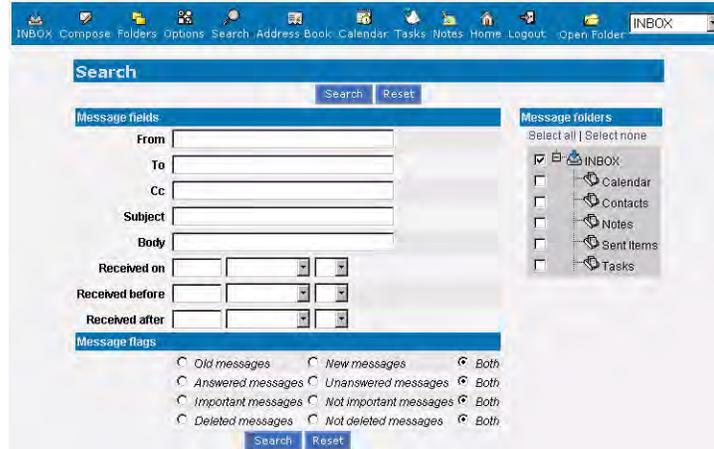 INBOX Compose Folders Options Search Address Book Calendar Tasks Notes Home Logout Open Folder INBOX
Search
Search Reset
Message fields
From
To
Cc
Subject
Body
Received on
Received before
Received after
Message folders
Select all | Select none
INBOX
Calendar
Contacts
Notes
Sent Items
Tasks
Message flags
Old messages New messages Both
Answered messages Unanswered messages Both
Important messages Not important messages Both
Deleted messages Not deleted messages Both
Search Reset